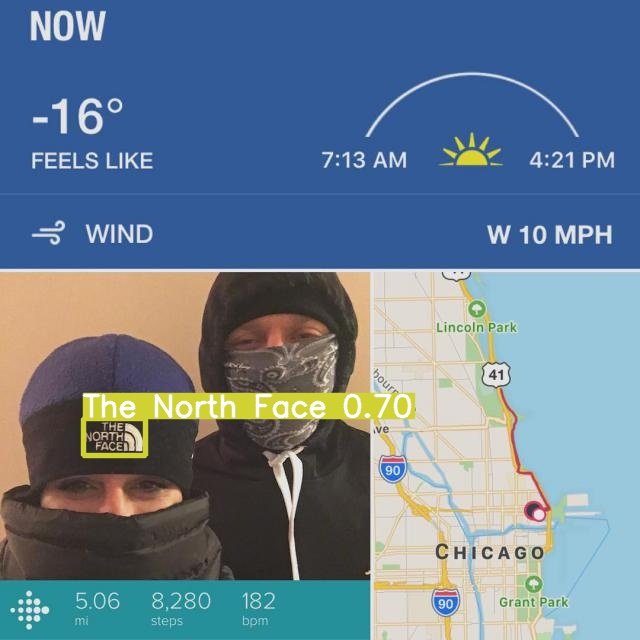 NOW
-16°
FEELS LIKE
7:13 AM
4:21 PM
WIND
W 10 MPH
The North Face 0.70
THE
NORTH
FACE
5.06
mi
8,280
steps
182
bpm
Lincoln Park
41
90
CHICAGO
90
Grant Park